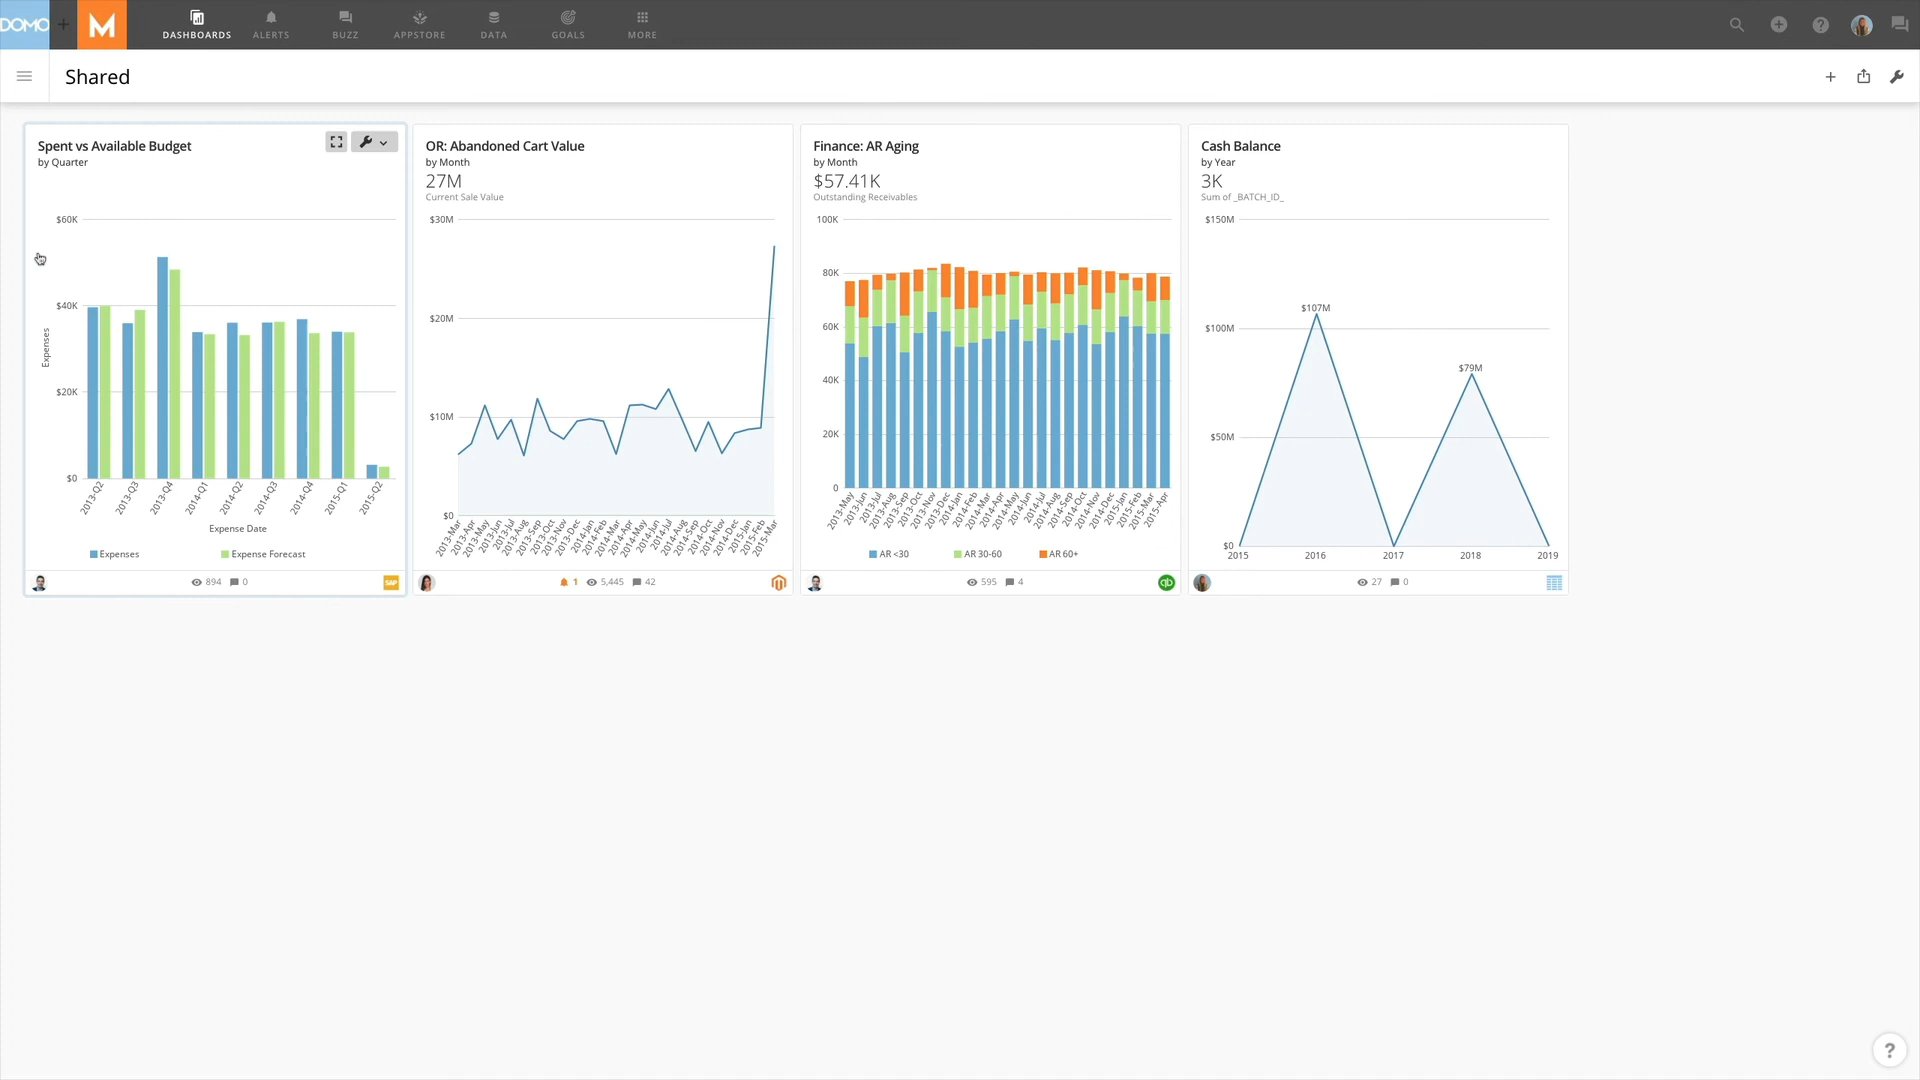 DOMO
M
DASHBOARDS
ALERTS
BUZZ
APPSTORE
DATA
GOALS
MORE
Shared
Spent vs Available Budget
by Quarter
$60K
$40K
$20K
$0
Expenses
2013-Q2
2013-Q3
2013-Q4
2014-Q1
2014-Q2
2014-Q3
2014-Q4
2015-Q1
2015-Q2
Expense Date
Expenses
Expense Forecast
894
0
SAP
OR: Abandoned Cart Value
by Month
27M
Current Sale Value
$30M
$20M
$10M
$0
2013-Mar
2013-Apr
2013-May
2013-Jun
2013-Jul
2013-Aug
2013-Sep
2013-Oct
2013-Nov
2013-Dec
2014-Jan
2014-Feb
2014-Mar
2014-Apr
2014-May
2014-Jun
2014-Jul
2014-Aug
2014-Sep
2014-Oct
2014-Nov
2014-Dec
2015-Jan
2015-Feb
2015-Mar
1
5,445
42
Finance: AR Aging
by Month
$57.41K
Outstanding Receivables
100K
80K
60K
40K
20K
0
2013-May
2013-Jun
2013-Jul
2013-Aug
2013-Sep
2013-Oct
2013-Nov
2013-Dec
2014-Jan
2014-Feb
2014-Mar
2014-Apr
2014-May
2014-Jun
2014-Jul
2014-Aug
2014-Sep
2014-Oct
2014-Nov
2014-Dec
2015-Jan
2015-Feb
2015-Mar
2015-Apr
AR <30
AR 30-60
AR 60+
595
4
qb
Cash Balance
by Year
3K
Sum of _BATCH_ID_
$150M
$100M
$50M
$0
$107M
$79M
2015
2016
2017
2018
2019
27
0
?